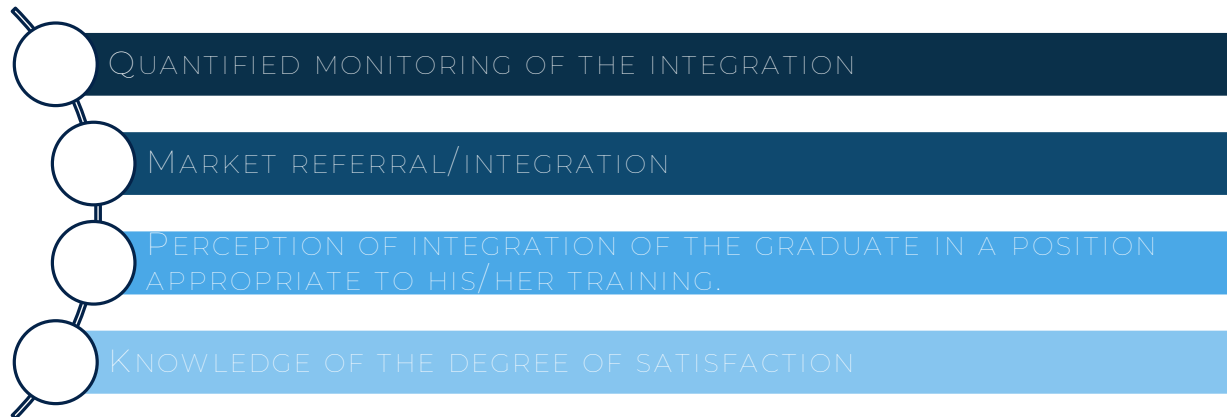 Quantified monitoring of the integration
Market referral/integration
Perception of integration of the graduate in a position
appropriate to his/her training.
Knowledge of the degree of satisfaction